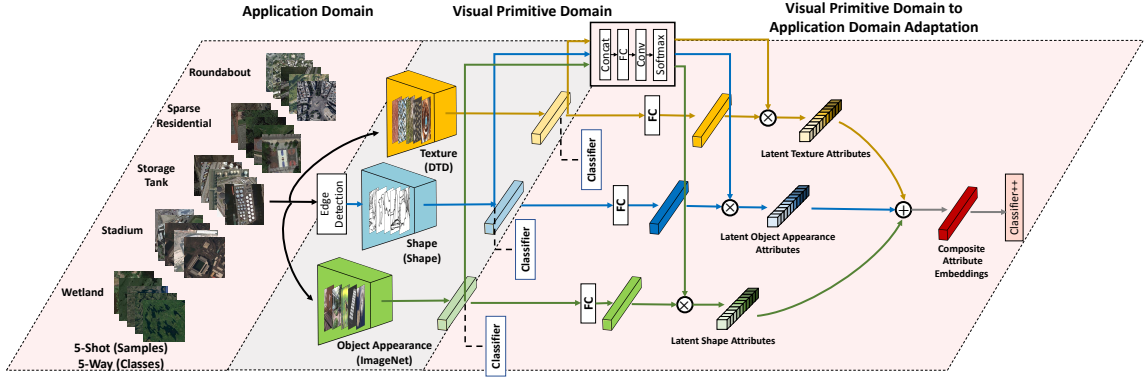 Application Domain
Visual Primitive Domain
Visual Primitive Domain to
Application Domain Adaptation
Roundabout
Sparse
Residential
Storage
Tank
Stadium
Wetland
5-Shot (Samples)
5-Way (Classes)
Edge
Detection
Texture
(DTD)
Shape
(Shape)
Object Appearance
(ImageNet)
Classifier
Classifier
Classifier
Concat
FC
Conv
Softmax
FC
FC
FC
Latent Texture Attributes
Latent Object Appearance
Attributes
Latent Shape Attributes
Composite
Attribute
Embeddings
Classifier++